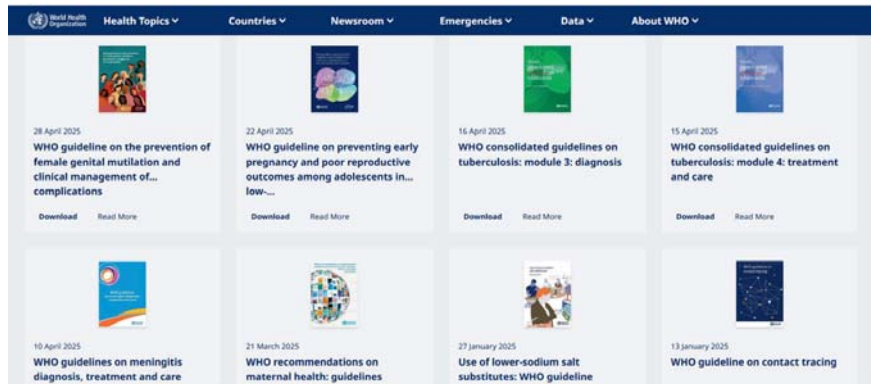 World Health Organization
Health Topics
Countries
Newsroom
Emergencies
Data
About WHO
28 April 2025
WHO guideline on the prevention of
female genital mutilation and
clinical management of...
complications
Download Read More
22 April 2025
WHO guideline on preventing early
pregnancy and poor reproductive
outcomes among adolescents in...
low-...
Download Read More
16 April 2025
WHO consolidated guidelines on
tuberculosis: module 3: diagnosis
Download Read More
15 April 2025
WHO consolidated guidelines on
tuberculosis: module 4: treatment
and care
Download Read More
10 April 2025
WHO guidelines on meningitis
diagnosis, treatment and care
21 March 2025
WHO recommendations on
maternal health: guidelines
27 January 2025
Use of lower-sodium salt
substitutes: WHO guideline
13 January 2025
WHO guideline on contact tracing